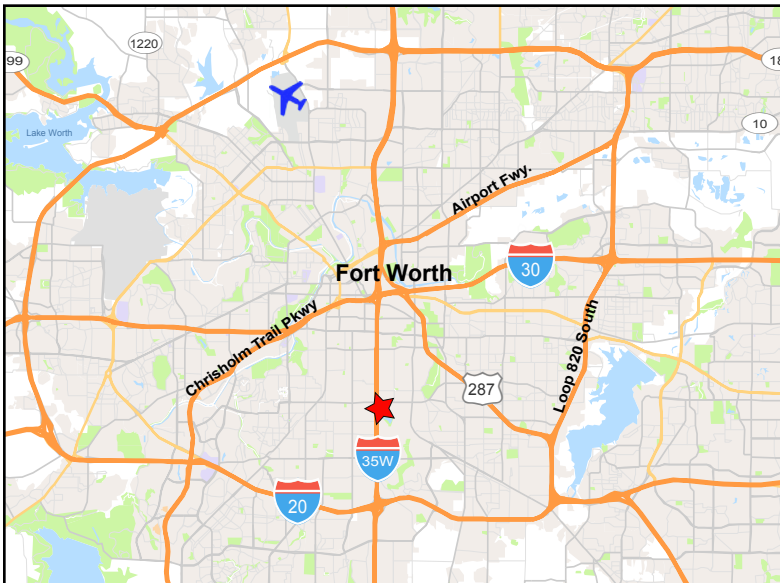 1220
99
18
Lake Worth
10
Airport Fwy.
Fort Worth
30
Chrisholm Trail Pkwy
Loop 820 South
287
35W
20